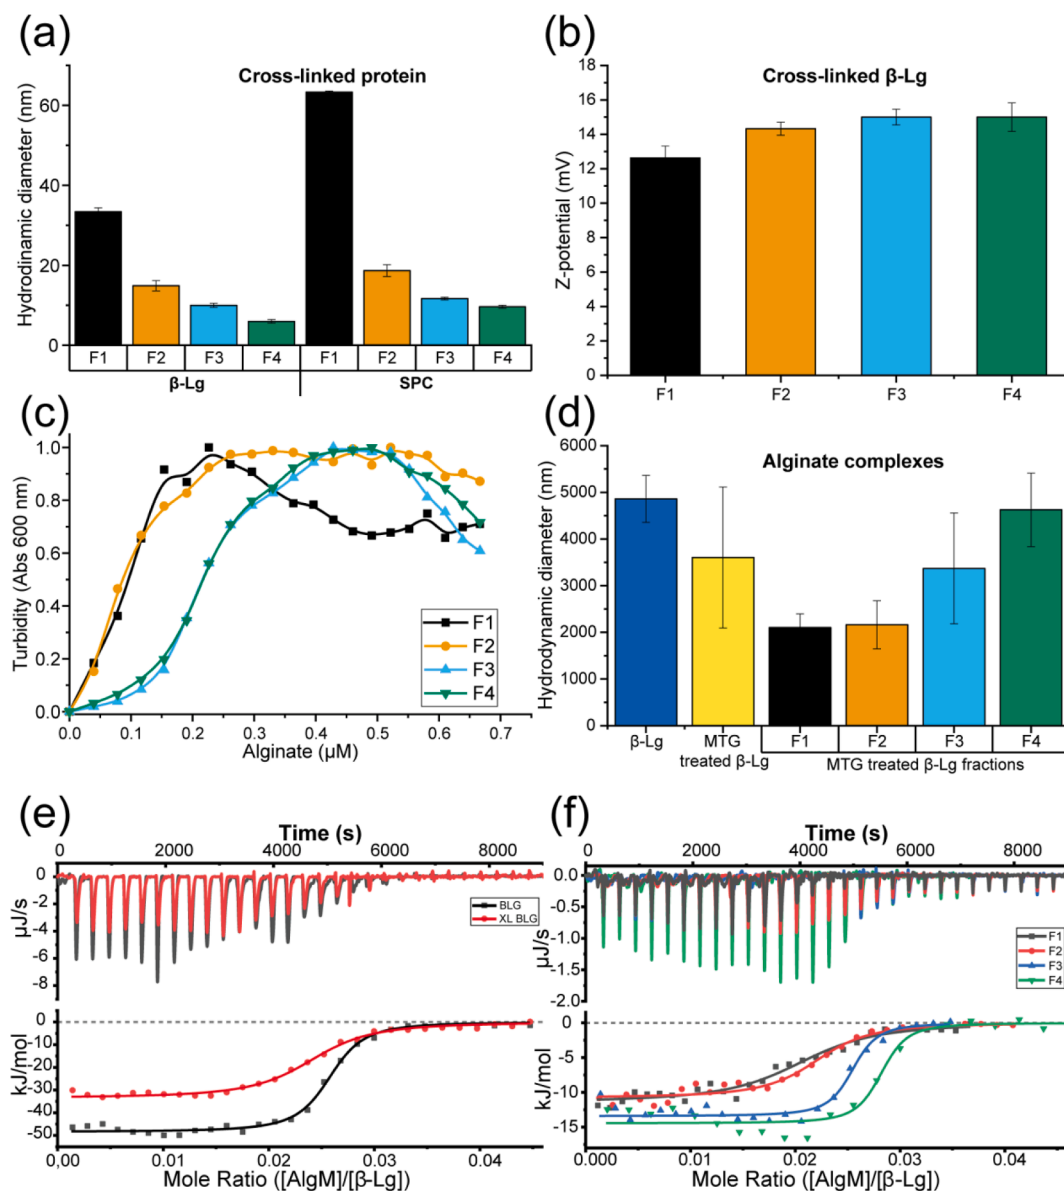 (a)
Cross-linked protein
Hydrodinamic diameter (nm)
60
40
20
0
F1 F2 F3 F4 F1 F2 F3 F4
β-Lg SPC
(b)
Cross-linked β-Lg
Z-potential (mV)
18
16
14
12
10
8
6
4
2
0
F1 F2 F3 F4
(c)
Turbidity (Abs 600 nm)
1.0
0.8
0.6
0.4
0.2
0.0
0.0 0.1 0.2 0.3 0.4 0.5 0.6 0.7
Alginate (µM)
F1
F2
F3
F4
(d)
Alginate complexes
Hydrodynamic diameter (nm)
6000
5000
4000
3000
2000
1000
0
β-Lg MTG F1 F2 F3 F4
treated β-Lg MTG treated β-Lg fractions
(e)
Time (s)
0 2000 4000 6000 8000
µJ/s
0
-2
-4
-6
-8
BLG
XL BLG
kJ/mol
0
-10
-20
-30
-40
-50
0,00 0.02 0.03 0.04
Mole Ratio ([AlgM]/[β-Lg])
(f)
Time (s)
0 2000 4000 6000 8000
µJ/s
0.0
-0.5
-1.0
-1.5
-2.0
F1
F2
F3
F4
kJ/mol
0
-5
-10
-15
0.000 0.01 0.02 0.03 0.04
Mole Ratio ([AlgM]/[β-Lg])